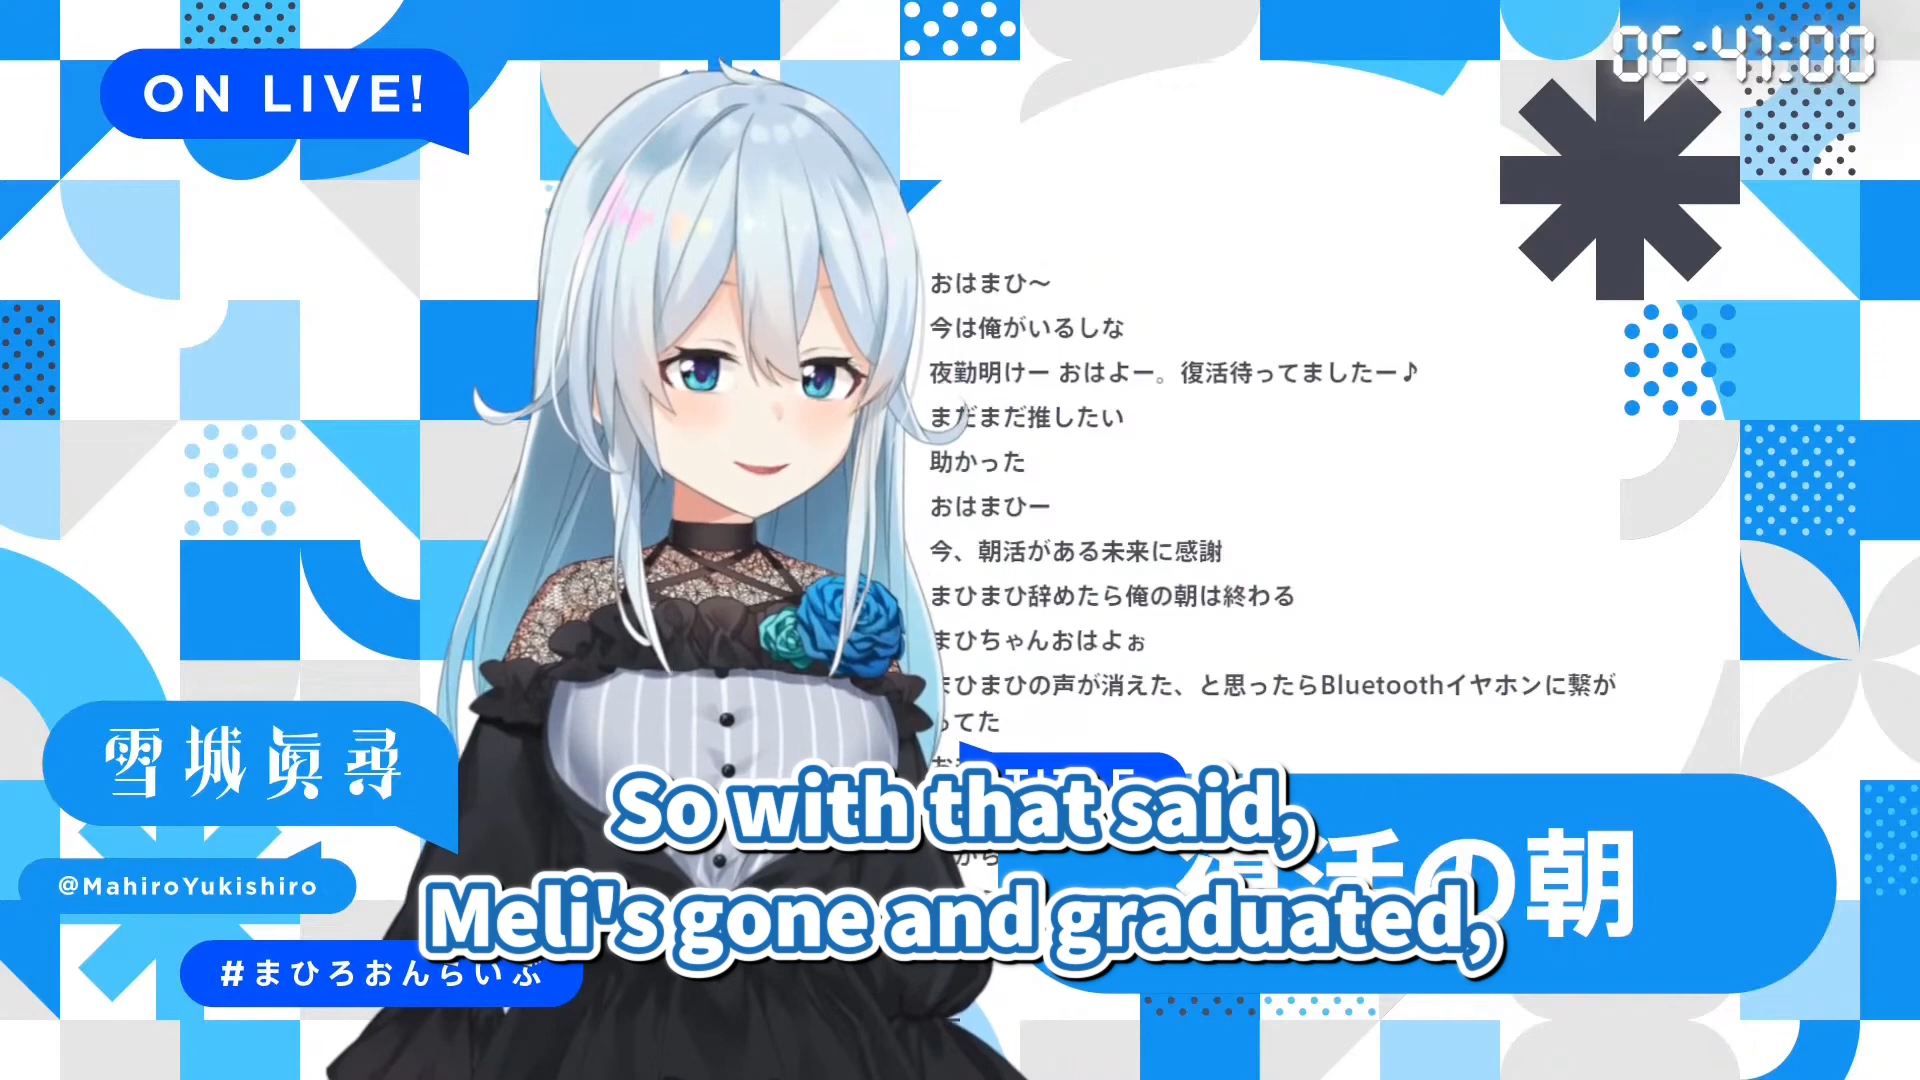 ON LIVE!
06:41:00
おはまひ〜
今は俺がいるしな
夜勤明けー おはよー。復活待ってましたー♪
まだまだ推したい
助かった
おはまひー
今、朝活がある未来に感謝
まひまひ辞めたら俺の朝は終わる
まひちゃんおはよぉ
まひまひの声が消えた、と思ったらBluetoothイヤホンに繋が
ってた
雪城眞尋
@MahiroYukishiro
#まひろおんらいぶ
復活の朝
So with that said,
Meli's gone and graduated,